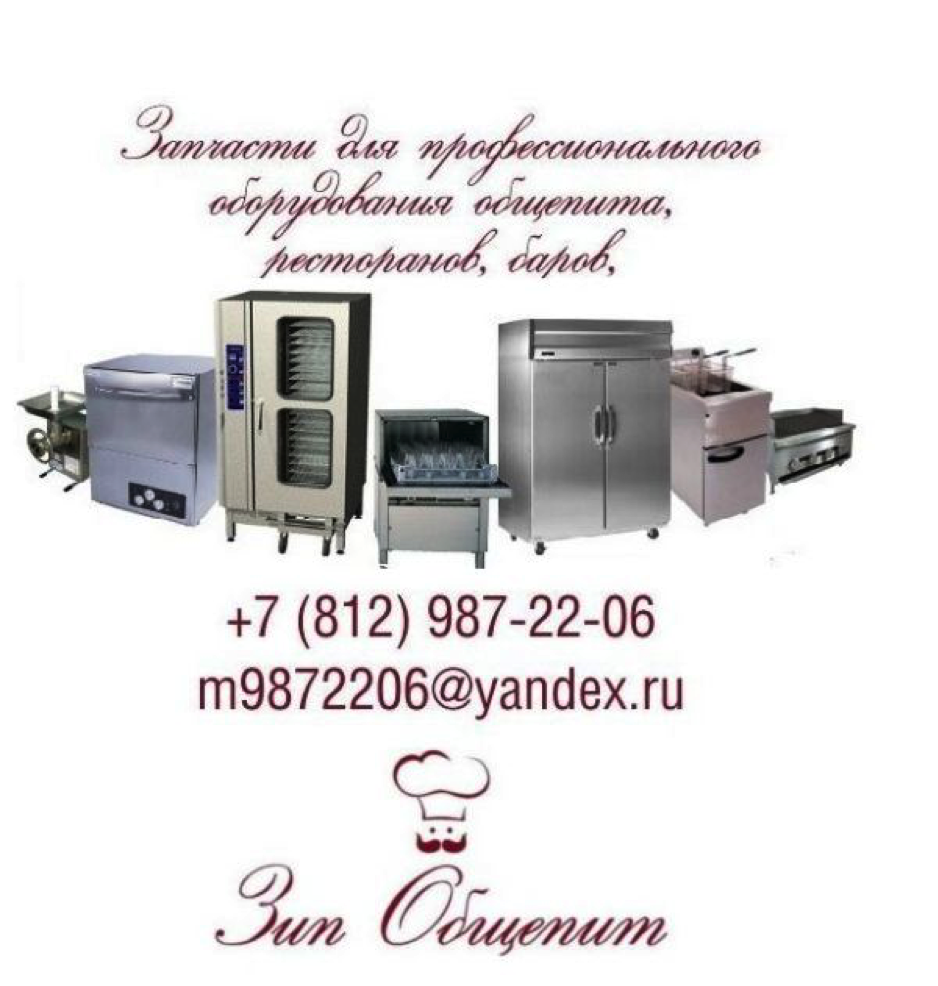 Запчасти для профессионального
оборудования общепита,
ресторанов, баров,
+7 (812) 987-22-06
m9872206@yandex.ru
Зип Общепит